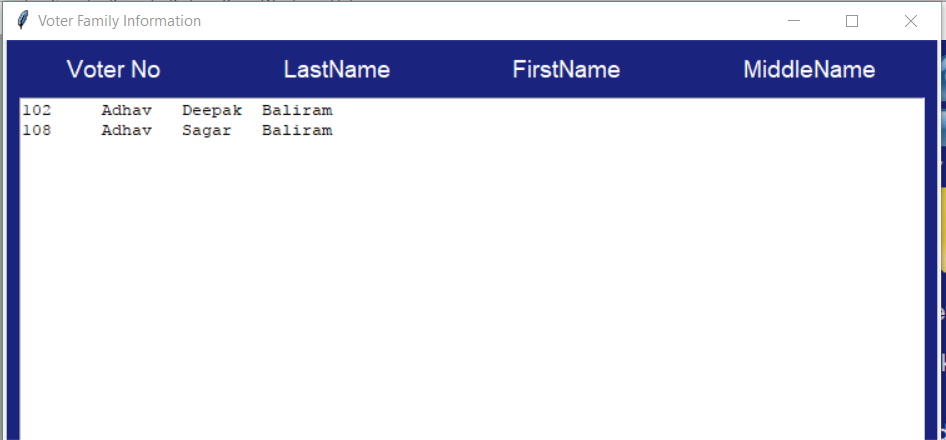 Voter Family Information
Voter No LastName FirstName MiddleName
102 Adhav Deepak Baliram
108 Adhav Sagar Baliram